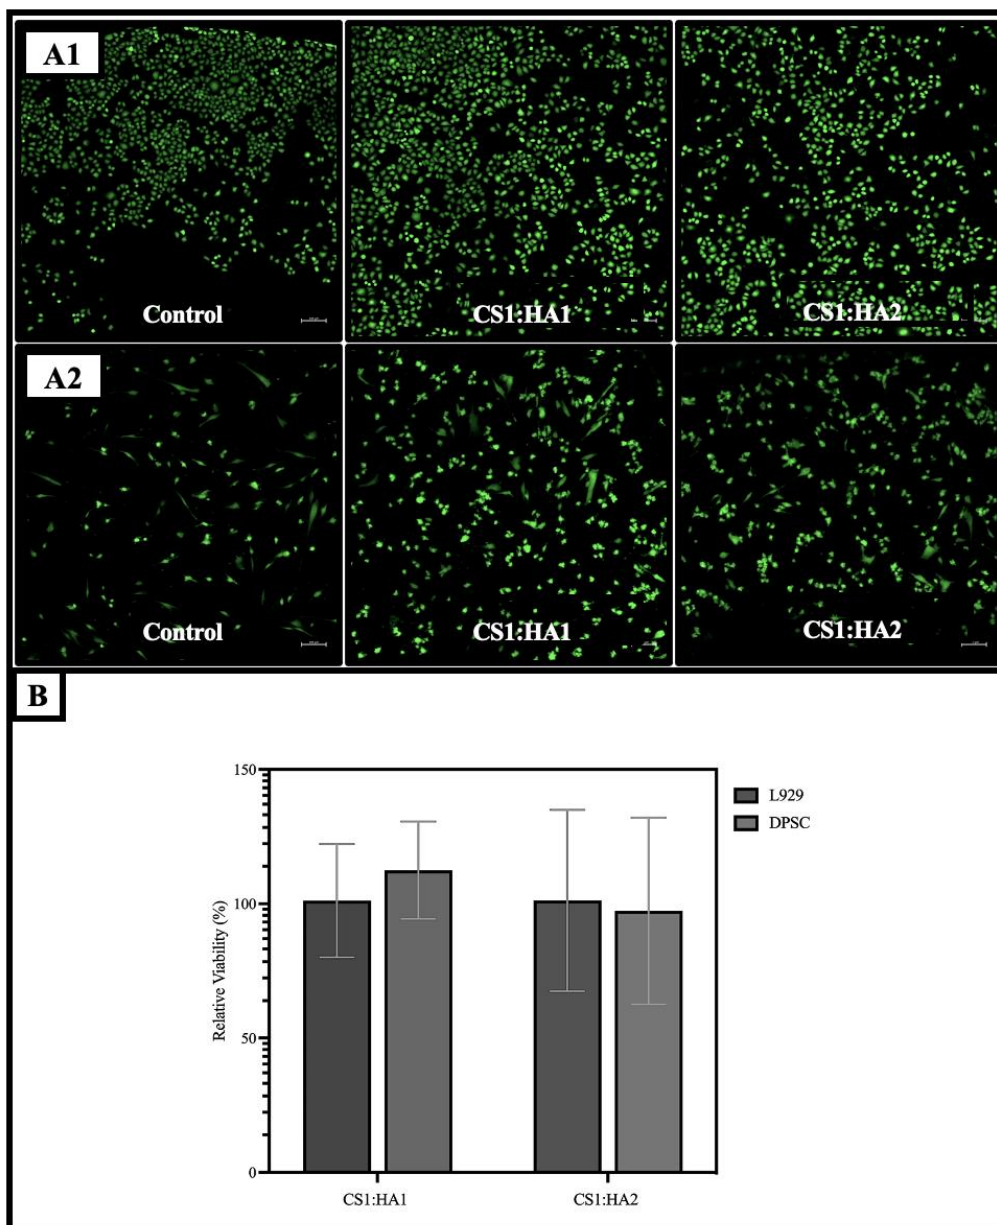 A1
Control
CS1:HA1
CS1:HA2
A2
Control
CS1:HA1
CS1:HA2
B
150
100
50
0
Relative Viability (%)
L929
DPSC
CS1:HA1
CS1:HA2